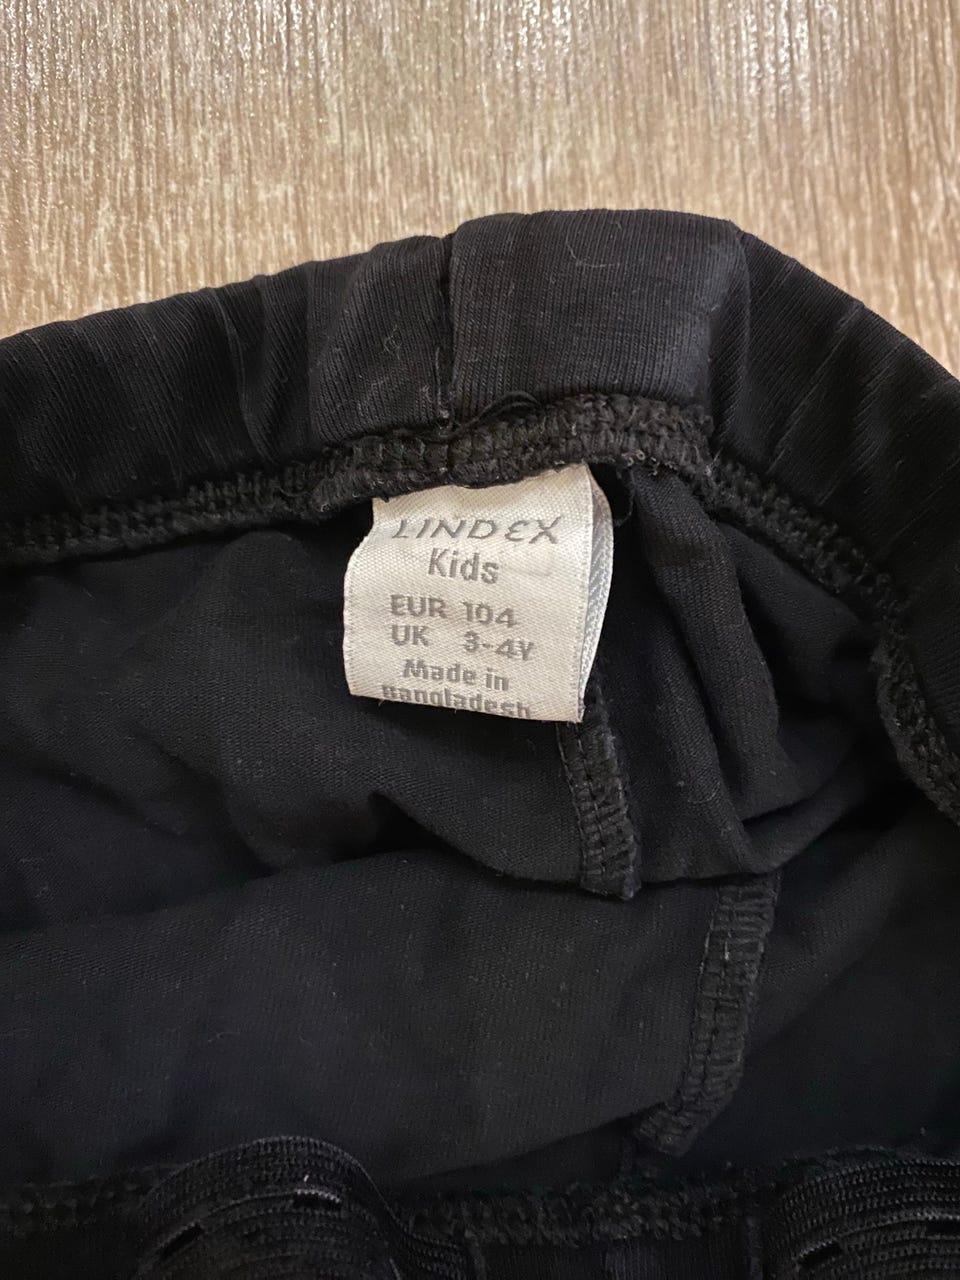 LINDEX
Kids
EUR 104
UK 3-4Y
Made in
Bangladesh